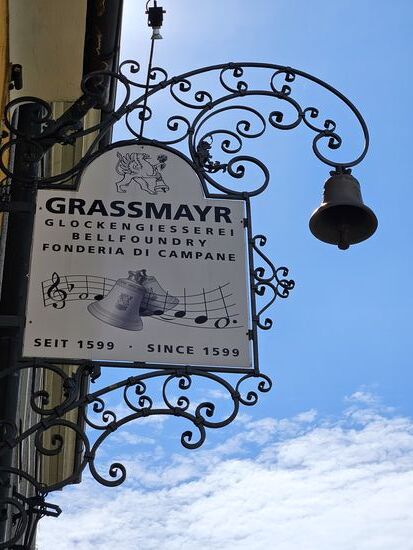 GRASSMAYR
GLOCKENGIESSEREI
BELLFOUNDRY
FONDERIA DI CAMPANE
SEIT 1599 · SINCE 1599